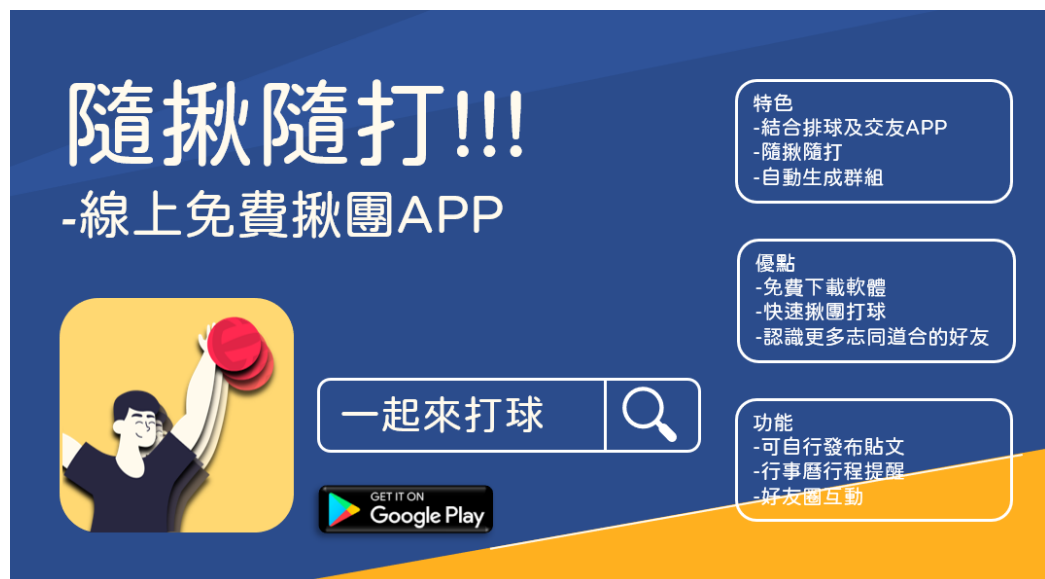 隨揪隨打!!!
-線上免費揪團APP
一起來打球
GET IT ON
Google Play
特色
-結合排球及交友APP
-隨揪隨打
-自動生成群組
優點
-免費下載軟體
-快速揪團打球
-認識更多志同道合的好友
功能
-可自行發布貼文
-行事曆行程提醒
-好友圈互動